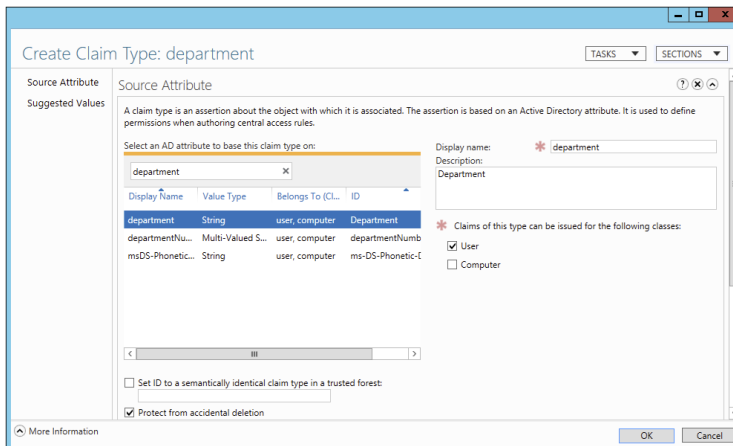 Create Claim Type: department
TASKS
SECTIONS
Source Attribute
Suggested Values
Source Attribute
A claim type is an assertion about the object with which it is associated. The assertion is based on an Active Directory attribute. It is used to define
permissions when authoring central access rules.
Select an AD attribute to base this claim type on:
department
Display Name Value Type Belongs To (Cl... ID
department String user, computer Department
departmentNu... Multi-Valued S... user, computer departmentNumb
msDS-Phonetic... String user, computer ms-DS-Phonetic-D
Set ID to a semantically identical claim type in a trusted forest:
Protect from accidental deletion
Display name: department
Description:
Department
Claims of this type can be issued for the following classes:
User
Computer
More Information
OK Cancel